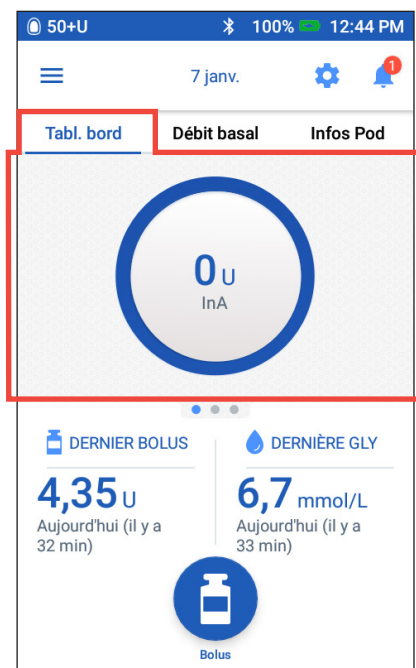 50+U 100% 12:44 PM
7 janv. 1
Tabl. bord Débit basal Infos Pod
0 U
InA
DERNIER BOLUS
4,35 U
Aujourd'hui (il y a
32 min)
DERNIÈRE GLY
6,7 mmol/L
Aujourd'hui (il y a
33 min)
Bolus